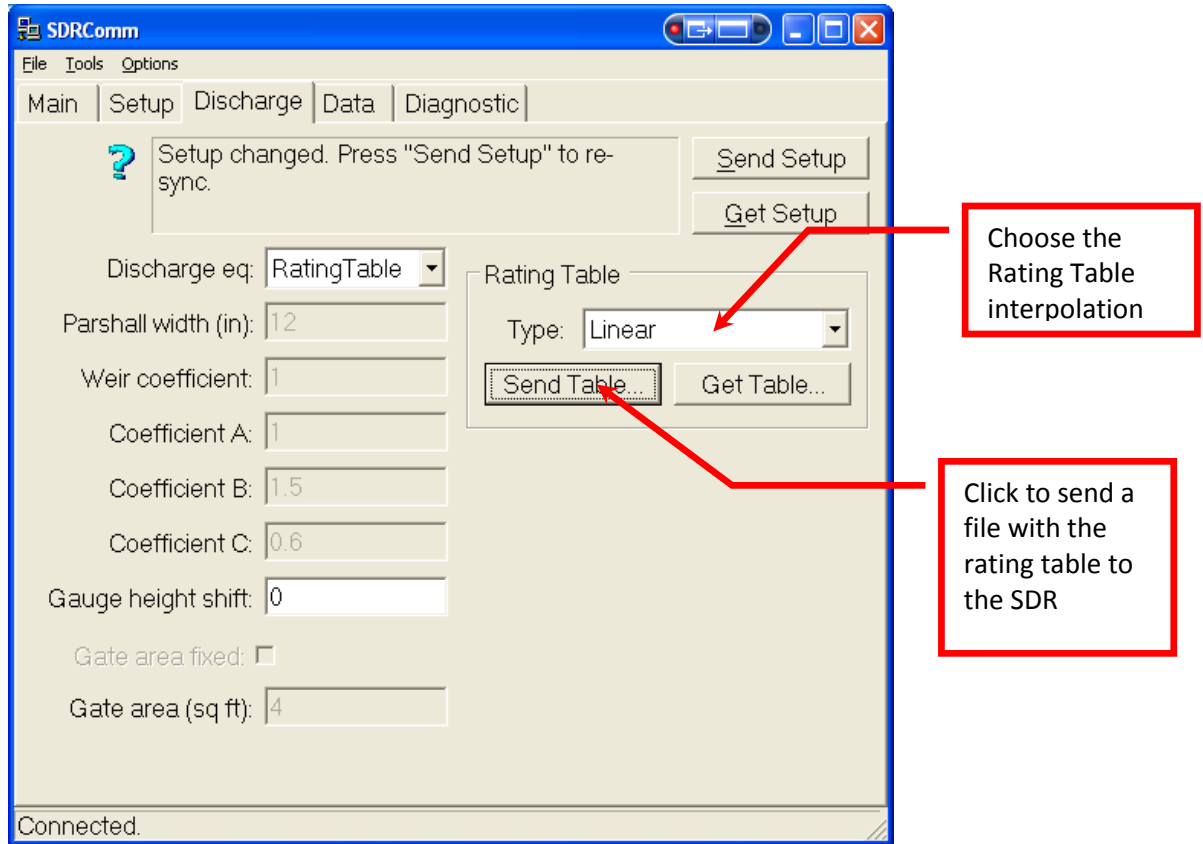 SDRComm
File Tools Options
Main Setup Discharge Data Diagnostic
Setup changed. Press "Send Setup" to re-
sync.
Send Setup
Get Setup
Discharge eq: RatingTable
Parshall width (in): 12
Weir coefficient: 1
Coefficient A: 1
Coefficient B: 1.5
Coefficient C: 0.6
Gauge height shift: 0
Gate area fixed:
Gate area (sq ft): 4
Rating Table
Type: Linear
Send Table... Get Table...
Connected.
Choose the
Rating Table
interpolation
Click to send a
file with the
rating table to
the SDR